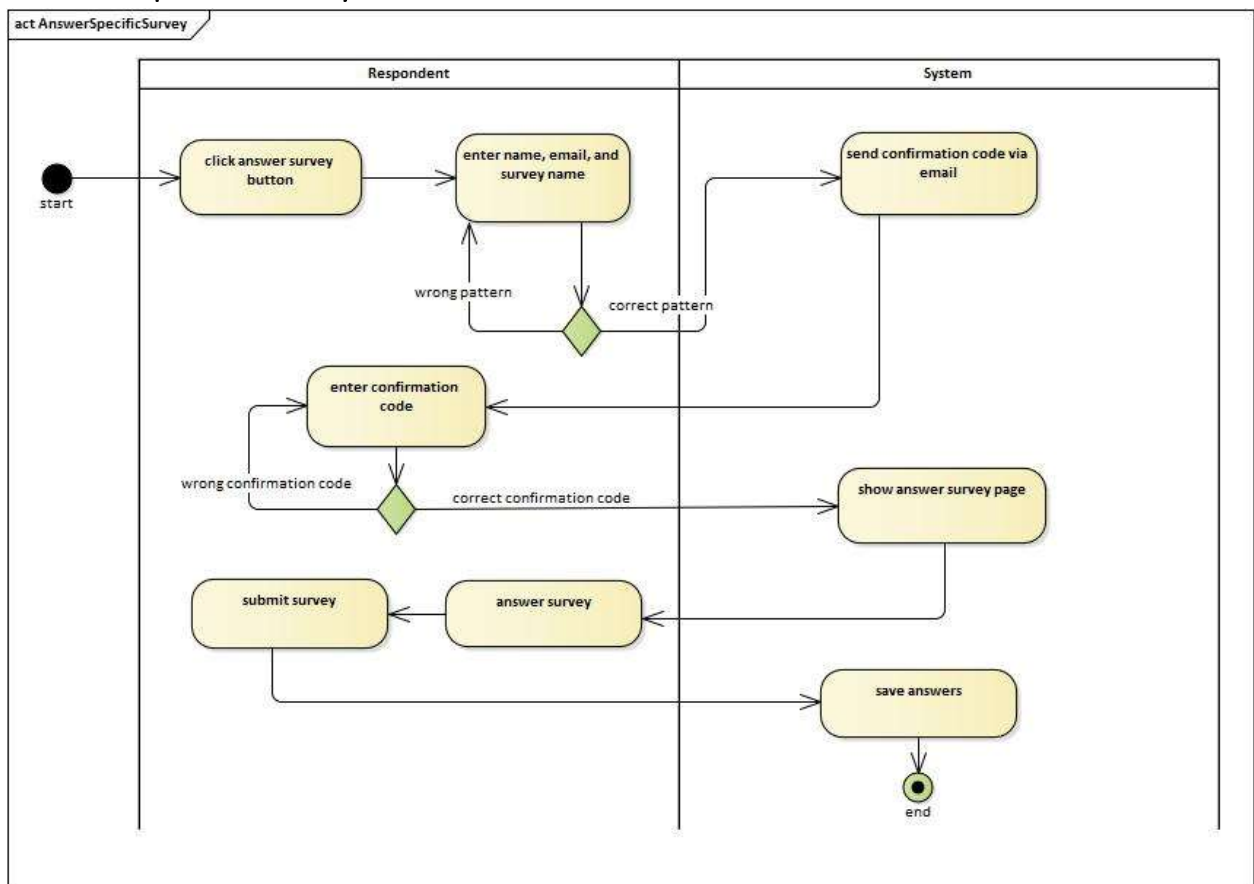 act AnswerSpecificSurvey
Respondent
System
start
click answer survey
button
enter name, email, and
survey name
send confirmation code via
email
wrong pattern
correct pattern
enter confirmation
code
wrong confirmation code
correct confirmation code
show answer survey page
submit survey
answer survey
save answers
end